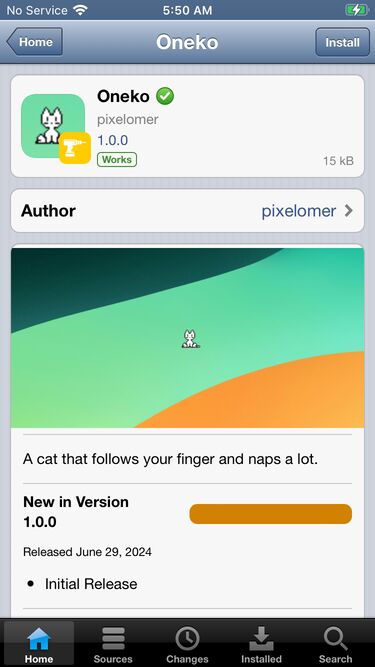 No Service 5:50 AM
Home Oneko Install
Oneko
pixelomer
1.0.0
Works 15 kB
Author pixelomer
A cat that follows your finger and naps a lot.
New in Version
1.0.0
Released June 29, 2024
• Initial Release
Home Sources Changes Installed Search